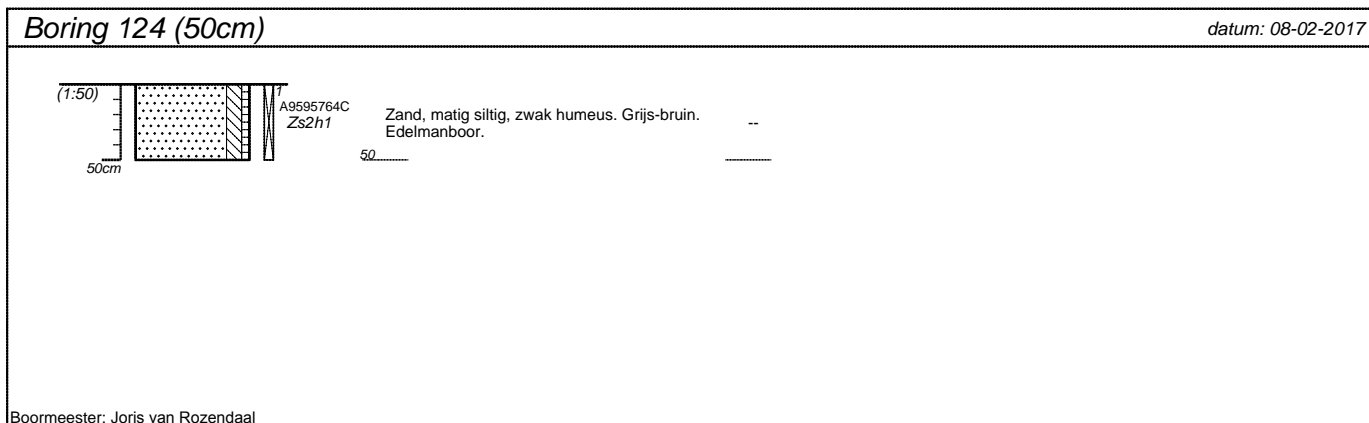 Boring 124 (50cm)
datum: 08-02-2017
(1:50)
1
A9595764C
Zs2h1
Zand, matig siltig, zwak humeus. Grijs-bruin.
Edelmanboor.
--
50
50cm
Boormeester: Joris van Rozendaal